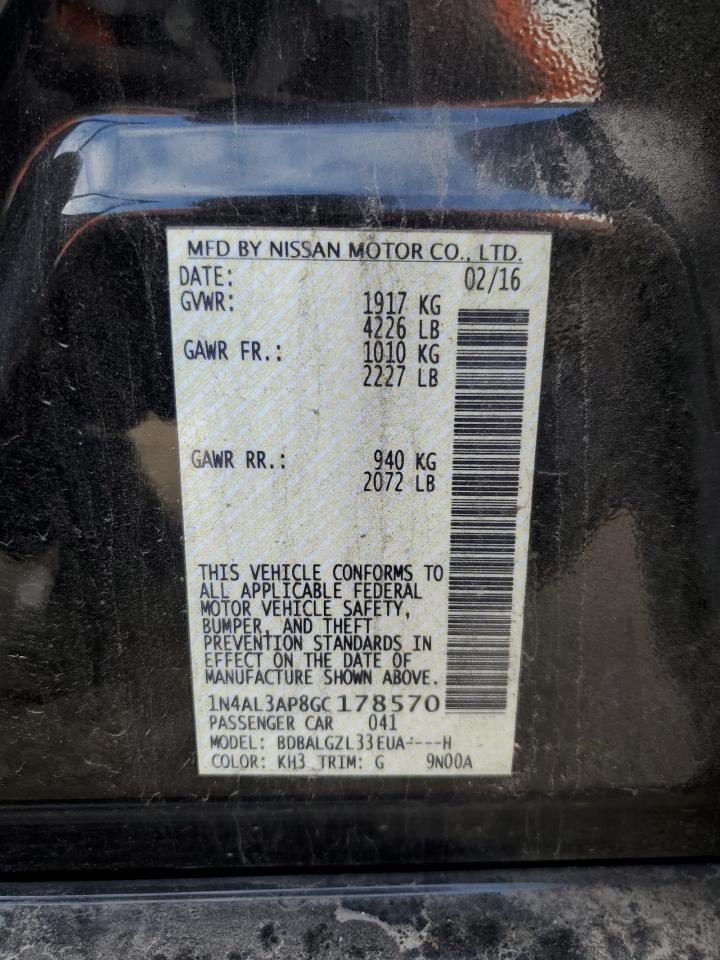 MFD BY NISSAN MOTOR CO., LTD.
DATE: 02/16
GVWR: 1917 KG
4226 LB
GAWR FR.: 1010 KG
2227 LB
GAWR RR.: 940 KG
2072 LB
THIS VEHICLE CONFORMS TO
ALL APPLICABLE FEDERAL
MOTOR VEHICLE SAFETY,
BUMPER, AND THEFT
PREVENTION STANDARDS IN
EFFECT ON THE DATE OF
MANUFACTURE SHOWN ABOVE.
1N4AL3AP8GC178570
PASSENGER CAR 041
MODEL: BDBALGZL33EUA----H
COLOR: KH3 TRIM: G 9N00A